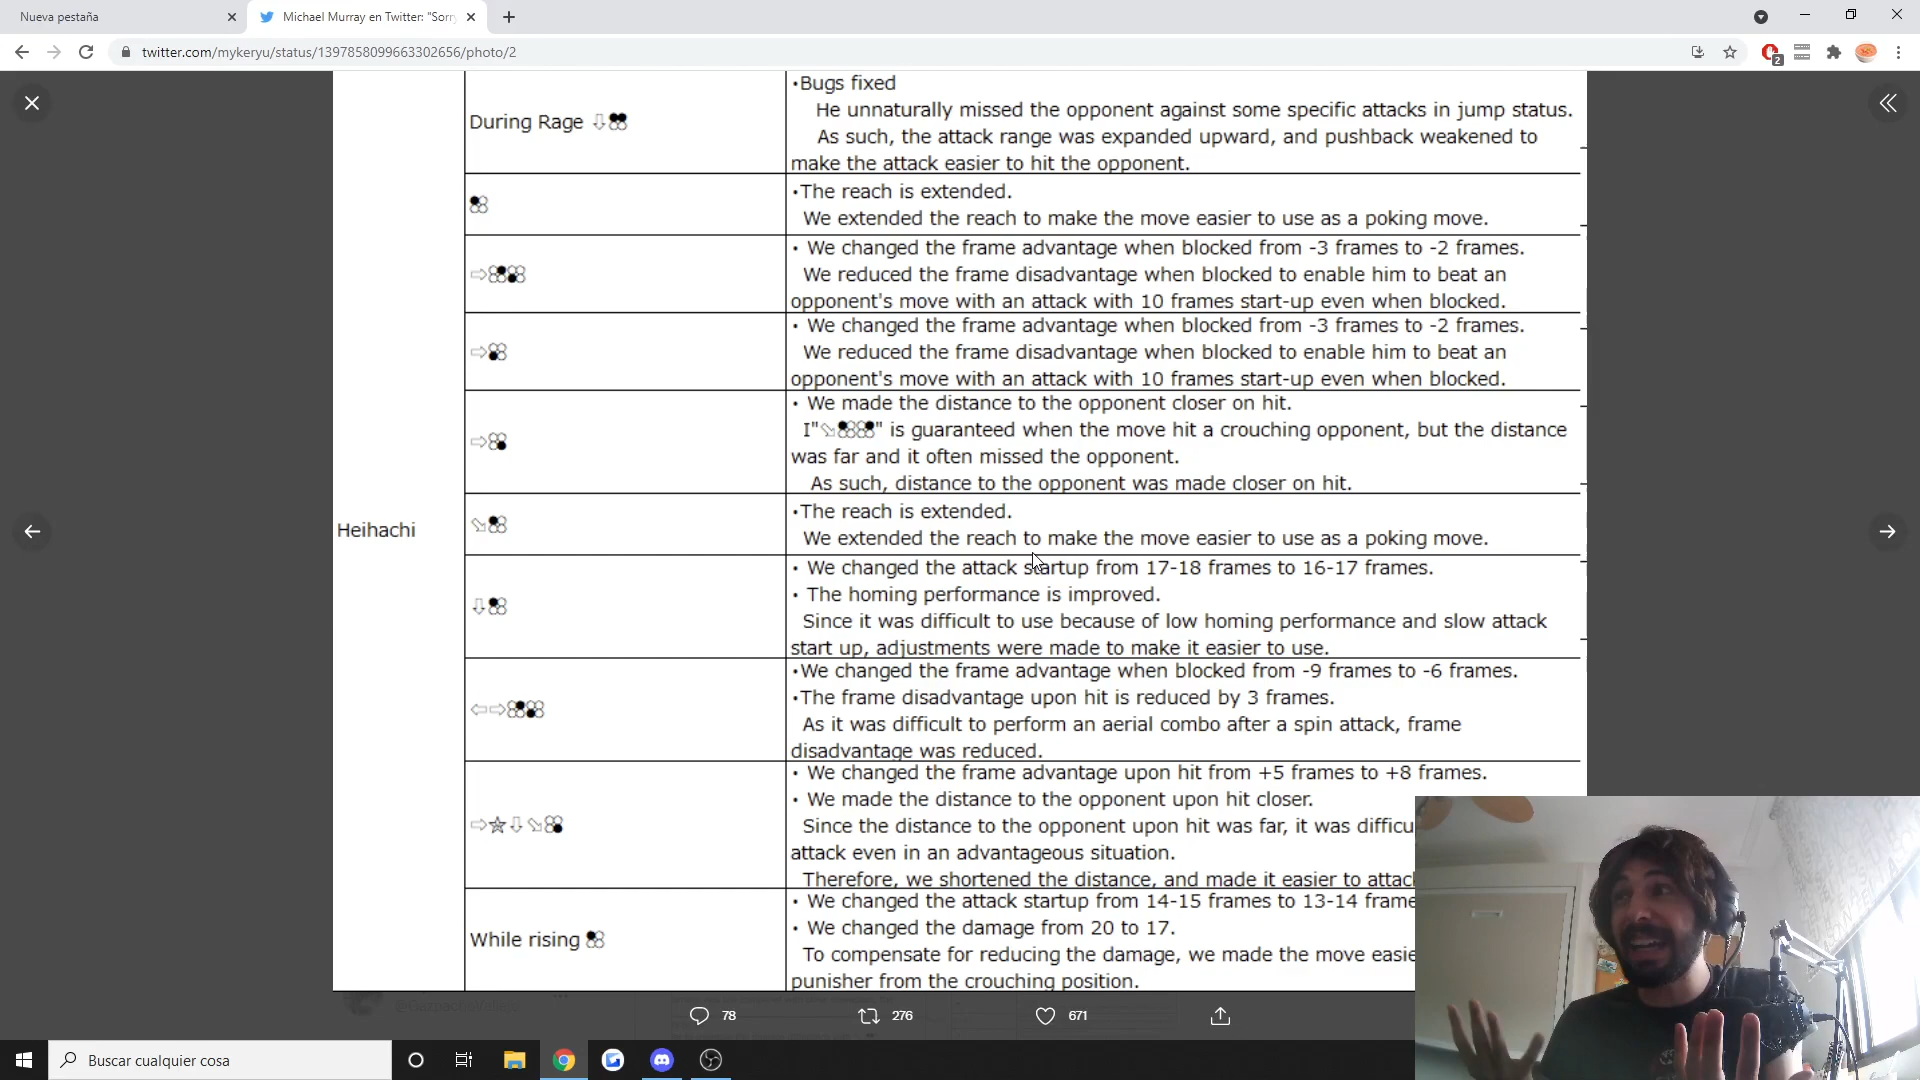 Nueva pestaña
Michael Murray en Twitter: "Sorry
twitter.com/mykeryu/status/1397858099663302656/photo/2
2
During Rage
•Bugs fixed
He unnaturally missed the opponent against some specific attacks in jump status.
As such, the attack range was expanded upward, and pushback weakened to
make the attack easier to hit the opponent.
•The reach is extended.
We extended the reach to make the move easier to use as a poking move.
• We changed the frame advantage when blocked from -3 frames to -2 frames.
We reduced the frame disadvantage when blocked to enable him to beat an
opponent's move with an attack with 10 frames start-up even when blocked.
• We changed the frame advantage when blocked from -3 frames to -2 frames.
We reduced the frame disadvantage when blocked to enable him to beat an
opponent's move with an attack with 10 frames start-up even when blocked.
• We made the distance to the opponent closer on hit.
I" " is guaranteed when the move hit a crouching opponent, but the distance
was far and it often missed the opponent.
As such, distance to the opponent was made closer on hit.
Heihachi
•The reach is extended.
We extended the reach to make the move easier to use as a poking move.
• We changed the attack startup from 17-18 frames to 16-17 frames.
• The homing performance is improved.
Since it was difficult to use because of low homing performance and slow attack
start up, adjustments were made to make it easier to use.
•We changed the frame advantage when blocked from -9 frames to -6 frames.
•The frame disadvantage upon hit is reduced by 3 frames.
As it was difficult to perform an aerial combo after a spin attack, frame
disadvantage was reduced.
• We changed the frame advantage upon hit from +5 frames to +8 frames.
• We made the distance to the opponent upon hit closer.
Since the distance to the opponent upon hit was far, it was difficu
attack even in an advantageous situation.
Therefore, we shortened the distance, and made it easier to attac
While rising
• We changed the attack startup from 14-15 frames to 13-14 frame
• We changed the damage from 20 to 17.
To compensate for reducing the damage, we made the move easie
punisher from the crouching position.
78
276
671
Buscar cualquier cosa